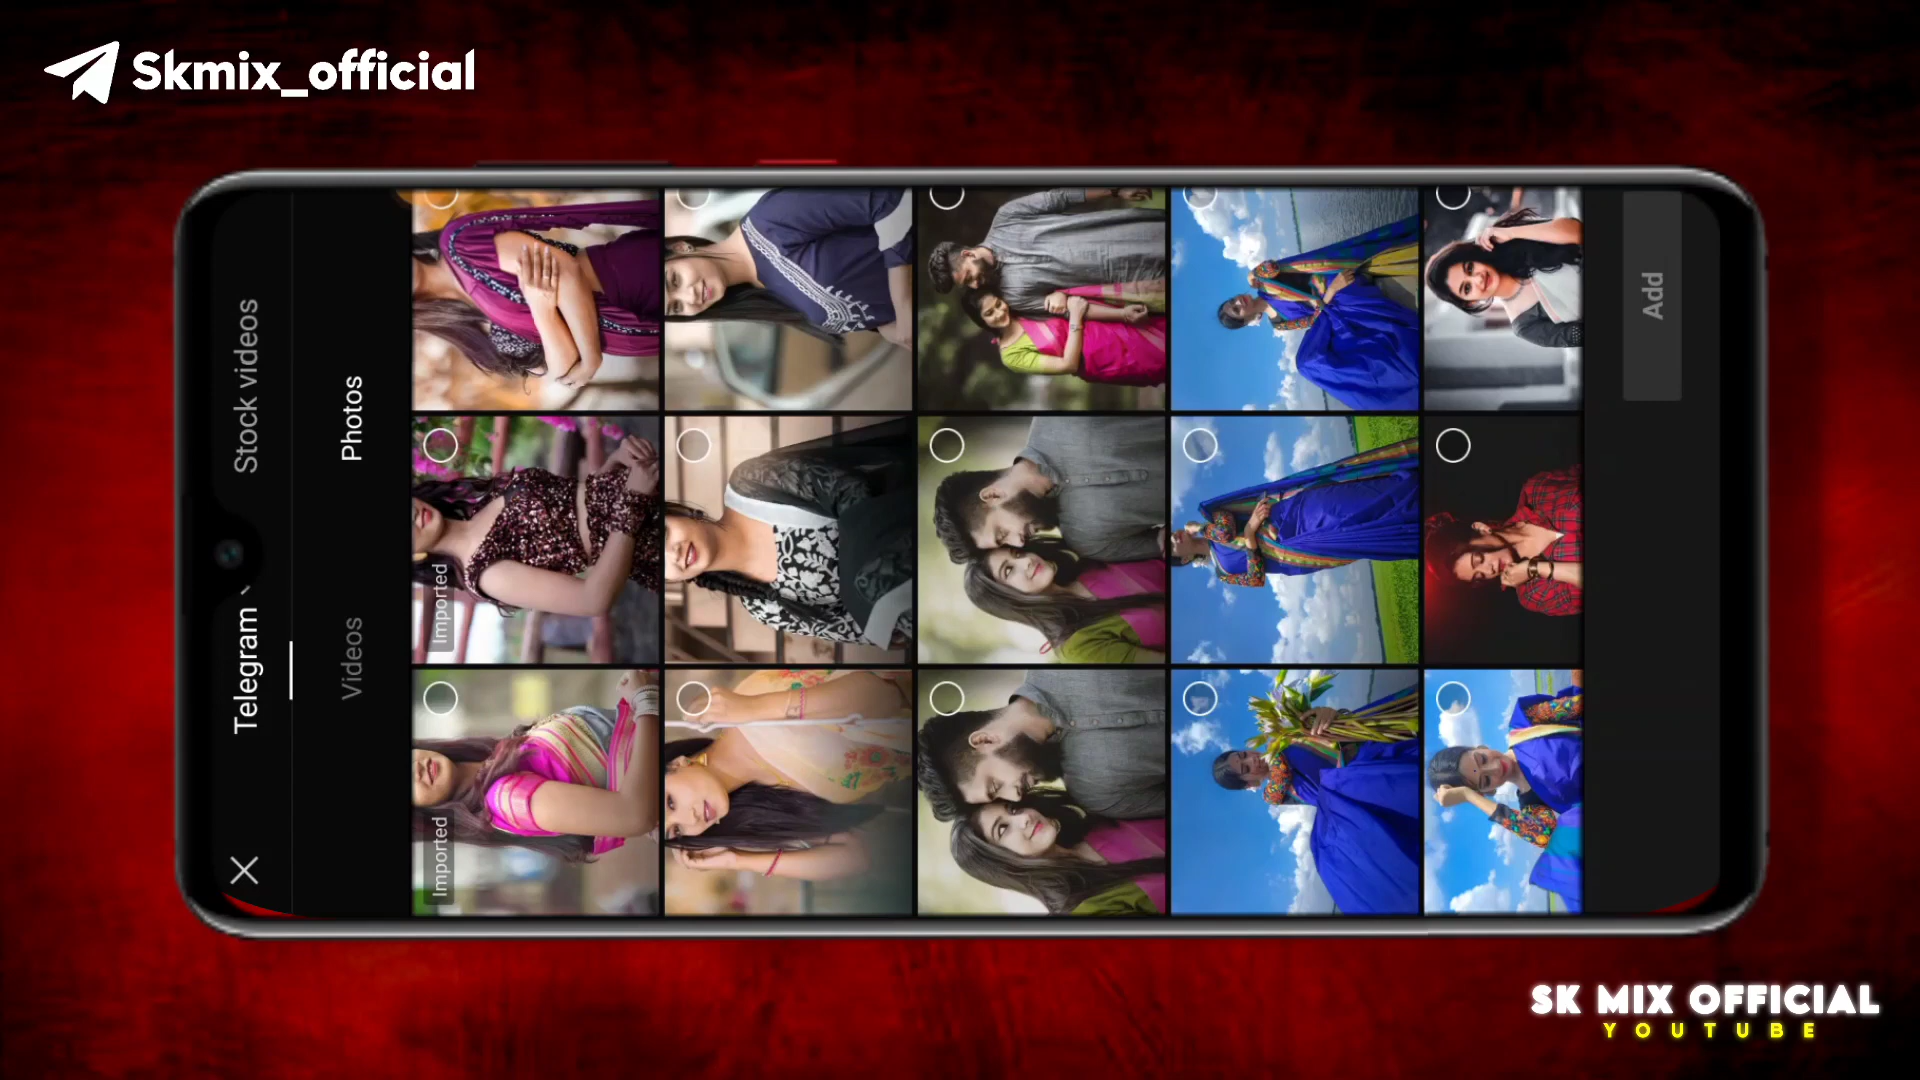 Skmix_official
Telegram
Stock videos
Videos
Photos
Imported
Imported
Add
SK MIX OFFICIAL
YOUTUBE